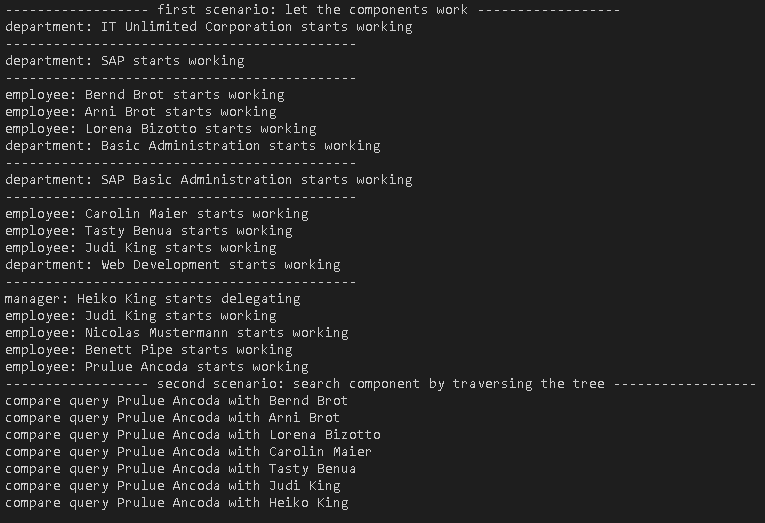 ------------------ first scenario: let the components work ------------------
department: IT Unlimited Corporation starts working
--------------------------------------------
department: SAP starts working
--------------------------------------------
employee: Bernd Brot starts working
employee: Arni Brot starts working
employee: Lorena Bizotto starts working
department: Basic Administration starts working
--------------------------------------------
department: SAP Basic Administration starts working
--------------------------------------------
employee: Carolin Maier starts working
employee: Tasty Benua starts working
employee: Judi King starts working
department: Web Development starts working
--------------------------------------------
manager: Heiko King starts delegating
employee: Judi King starts working
employee: Nicolas Mustermann starts working
employee: Benett Pipe starts working
employee: Prulue Ancoda starts working
------------------ second scenario: search component by traversing the tree ------------------
compare query Prulue Ancoda with Bernd Brot
compare query Prulue Ancoda with Arni Brot
compare query Prulue Ancoda with Lorena Bizotto
compare query Prulue Ancoda with Carolin Maier
compare query Prulue Ancoda with Tasty Benua
compare query Prulue Ancoda with Judi King
compare query Prulue Ancoda with Heiko King